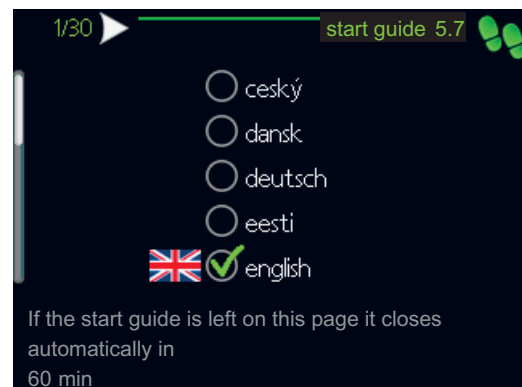 1/30 start guide 5.7
ceský
dansk
deutsch
eesti
english
If the start guide is left on this page it closes
automatically in
60 min